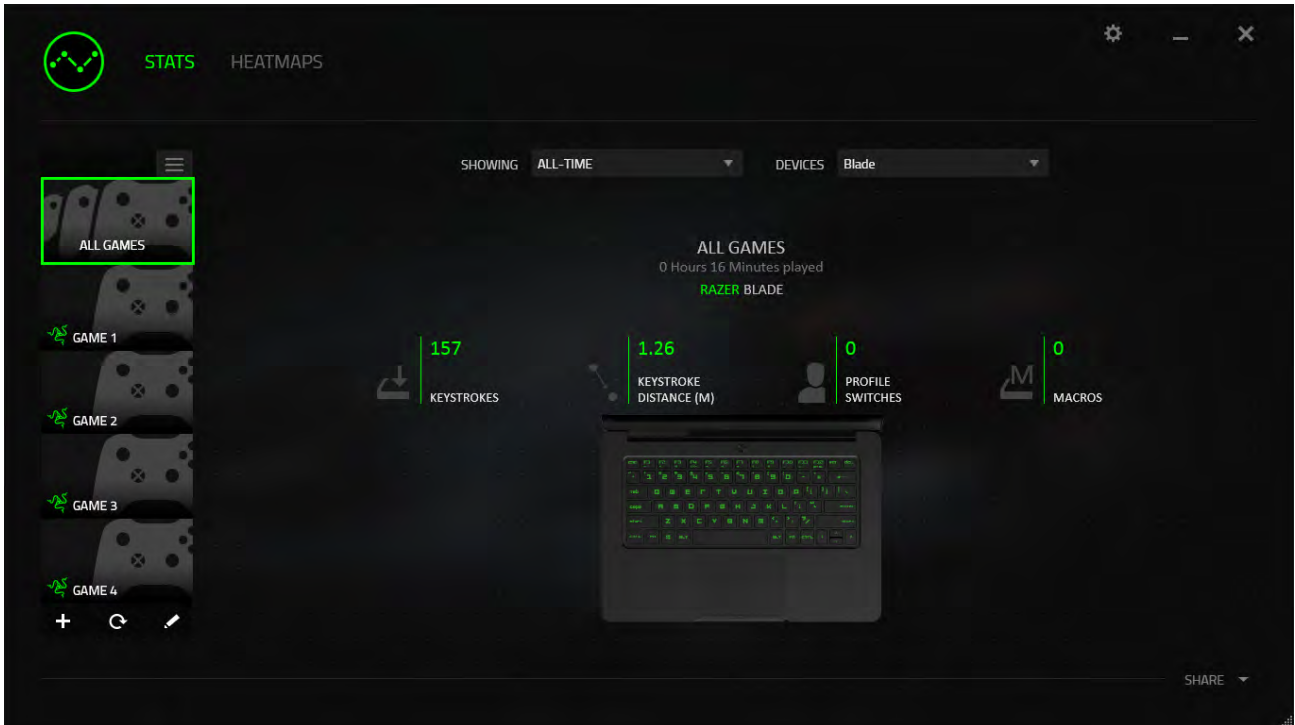 STATS HEATMAPS
SHOWING ALL-TIME DEVICES Blade
ALL GAMES
GAME 1
GAME 2
GAME 3
GAME 4
ALL GAMES
0 Hours 16 Minutes played
RAZER BLADE
157
KEYSTROKES
1.26
KEYSTROKE
DISTANCE (M)
0
PROFILE
SWITCHES
M
0
MACROS
SHARE